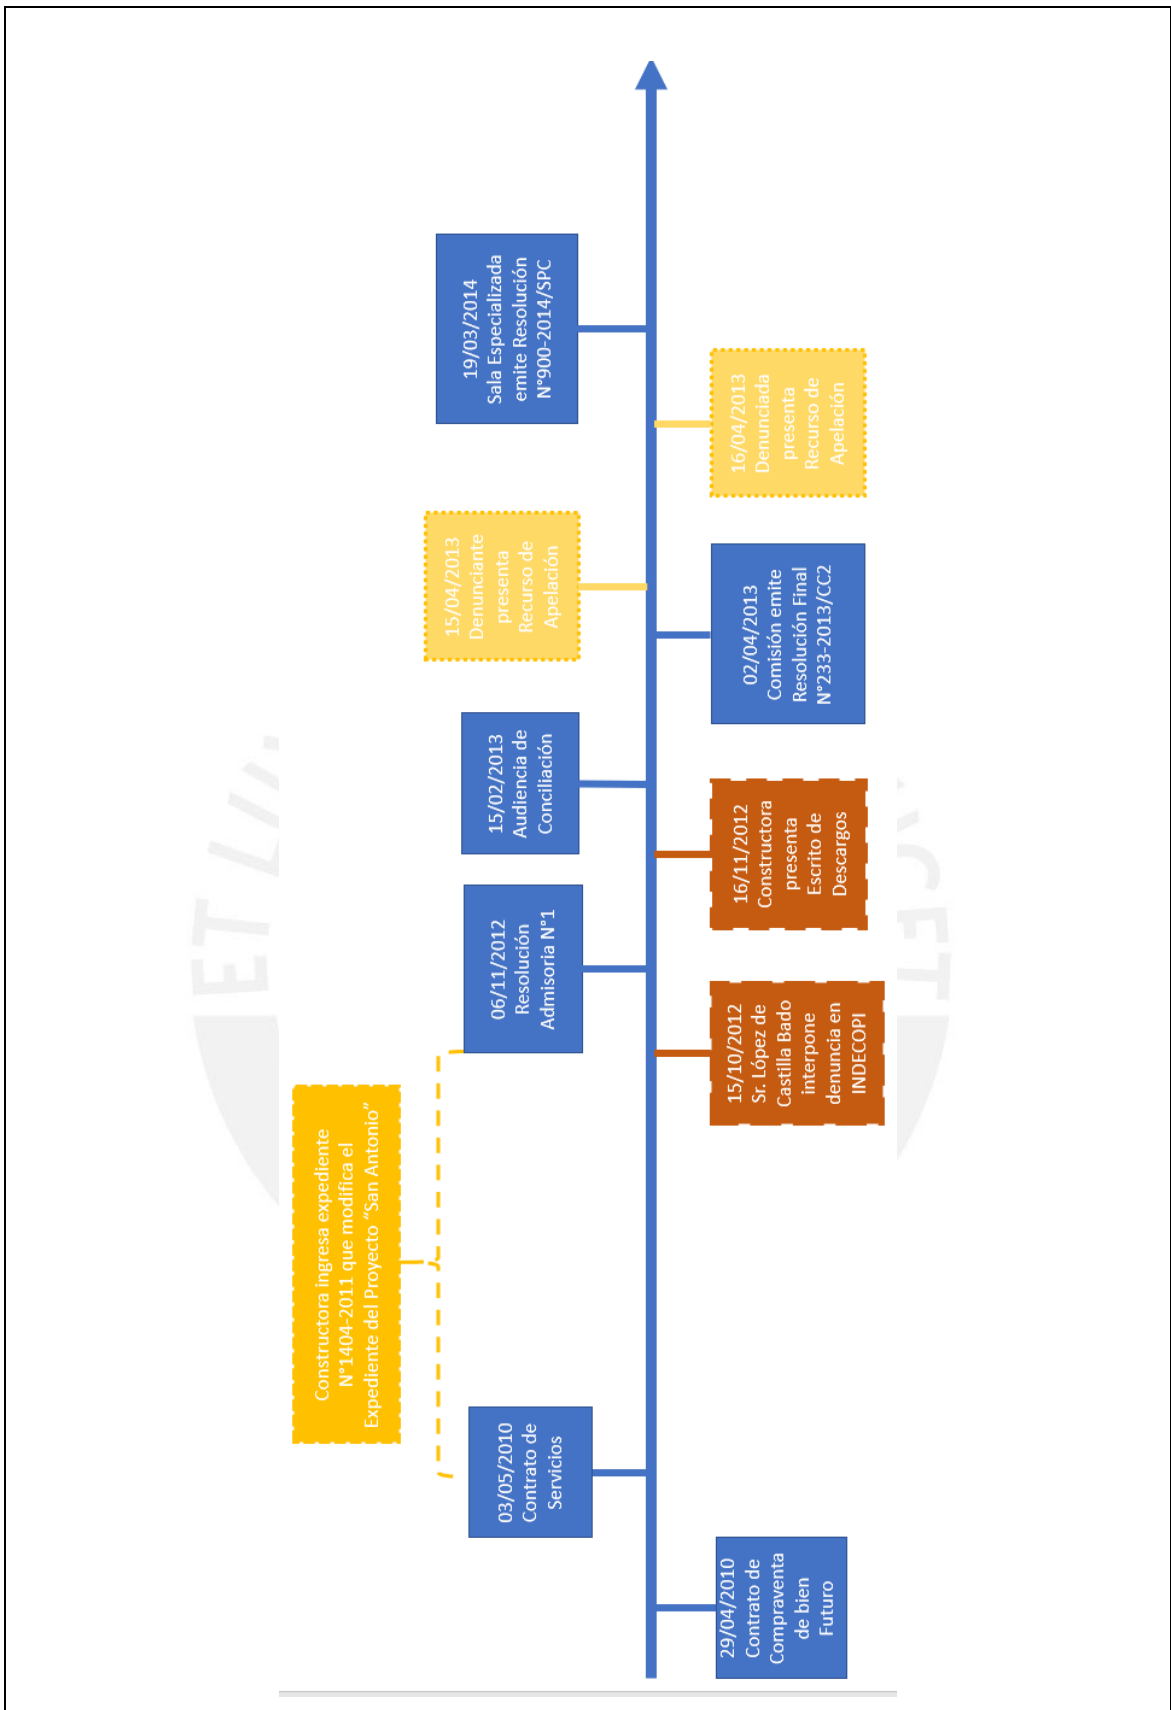 Constructora ingresa expediente
N°1404-2011 que modifica el
Expediente del Proyecto "San Antonio"
29/04/2010
Contrato de
Compraventa
de bien
Futuro
03/05/2010
Contrato de
Servicios
15/10/2012
Sr. López de
Castilla Bado
interpone
denuncia en
INDECOPI
06/11/2012
Resolución
Admisoria N°1
16/11/2012
Constructora
presenta
Escrito de
Descargos
15/02/2013
Audiencia de
Conciliación
02/04/2013
Comisión emite
Resolución Final
N°233-2013/CC2
15/04/2013
Denunciante
presenta
Recurso de
Apelación
16/04/2013
Denunciada
presenta
Recurso de
Apelación
19/03/2014
Sala Especializada
emite Resolución
N°900-2014/SPC
ET